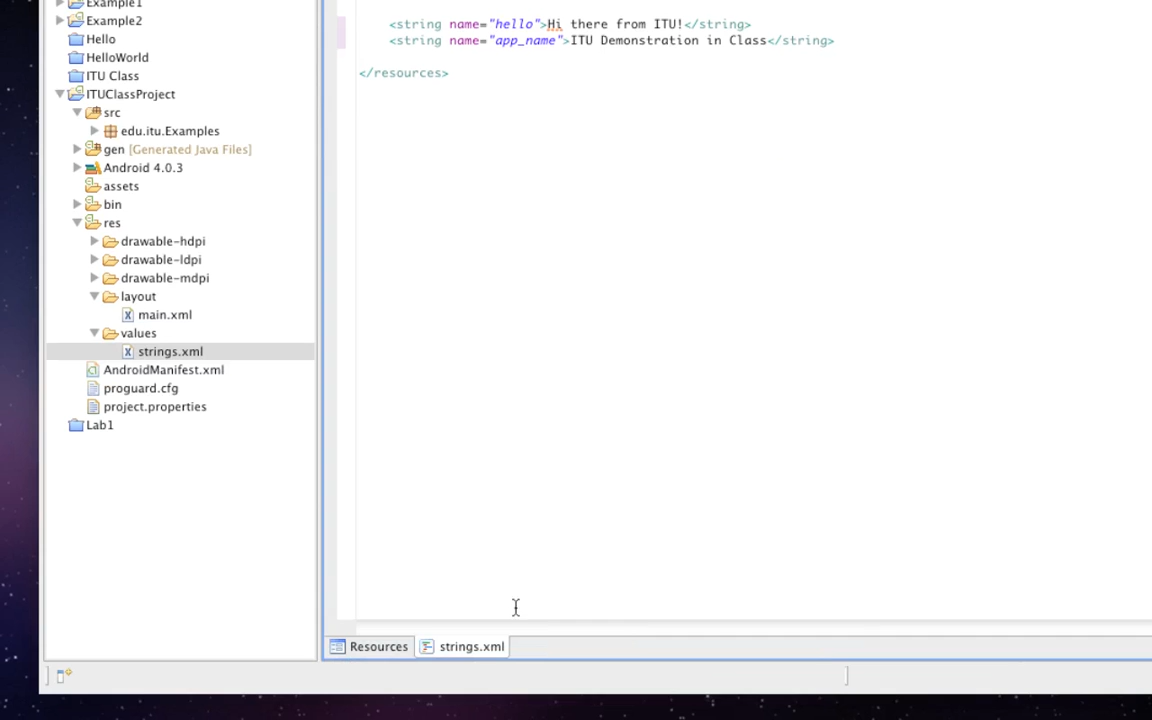 Example1
Example2
Hello
HelloWorld
ITU Class
ITUClassProject
src
edu.itu.Examples
gen [Generated Java Files]
Android 4.0.3
assets
bin
res
drawable-hdpi
drawable-ldpi
drawable-mdpi
layout
main.xml
values
strings.xml
AndroidManifest.xml
proguard.cfg
project.properties
Lab1
<string name="hello">Hi there from ITU!</string>
<string name="app_name">ITU Demonstration in Class</string>
</resources>
Resources
strings.xml